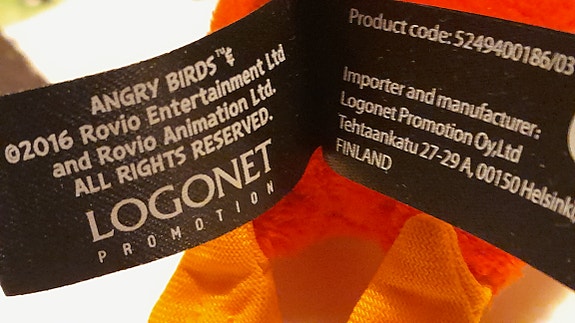 ANGRY BIRDS™&
©2016 Rovio Entertainment Ltd
and Rovio Animation Ltd.
ALL RIGHTS RESERVED.
LOGONET
PROMOTION
Product code: 5249400186/03
Importer and manufacturer:
Logonet Promotion Oy,Ltd
Tehtaankatu 27-29 A, 00150 Helsinki
FINLAND